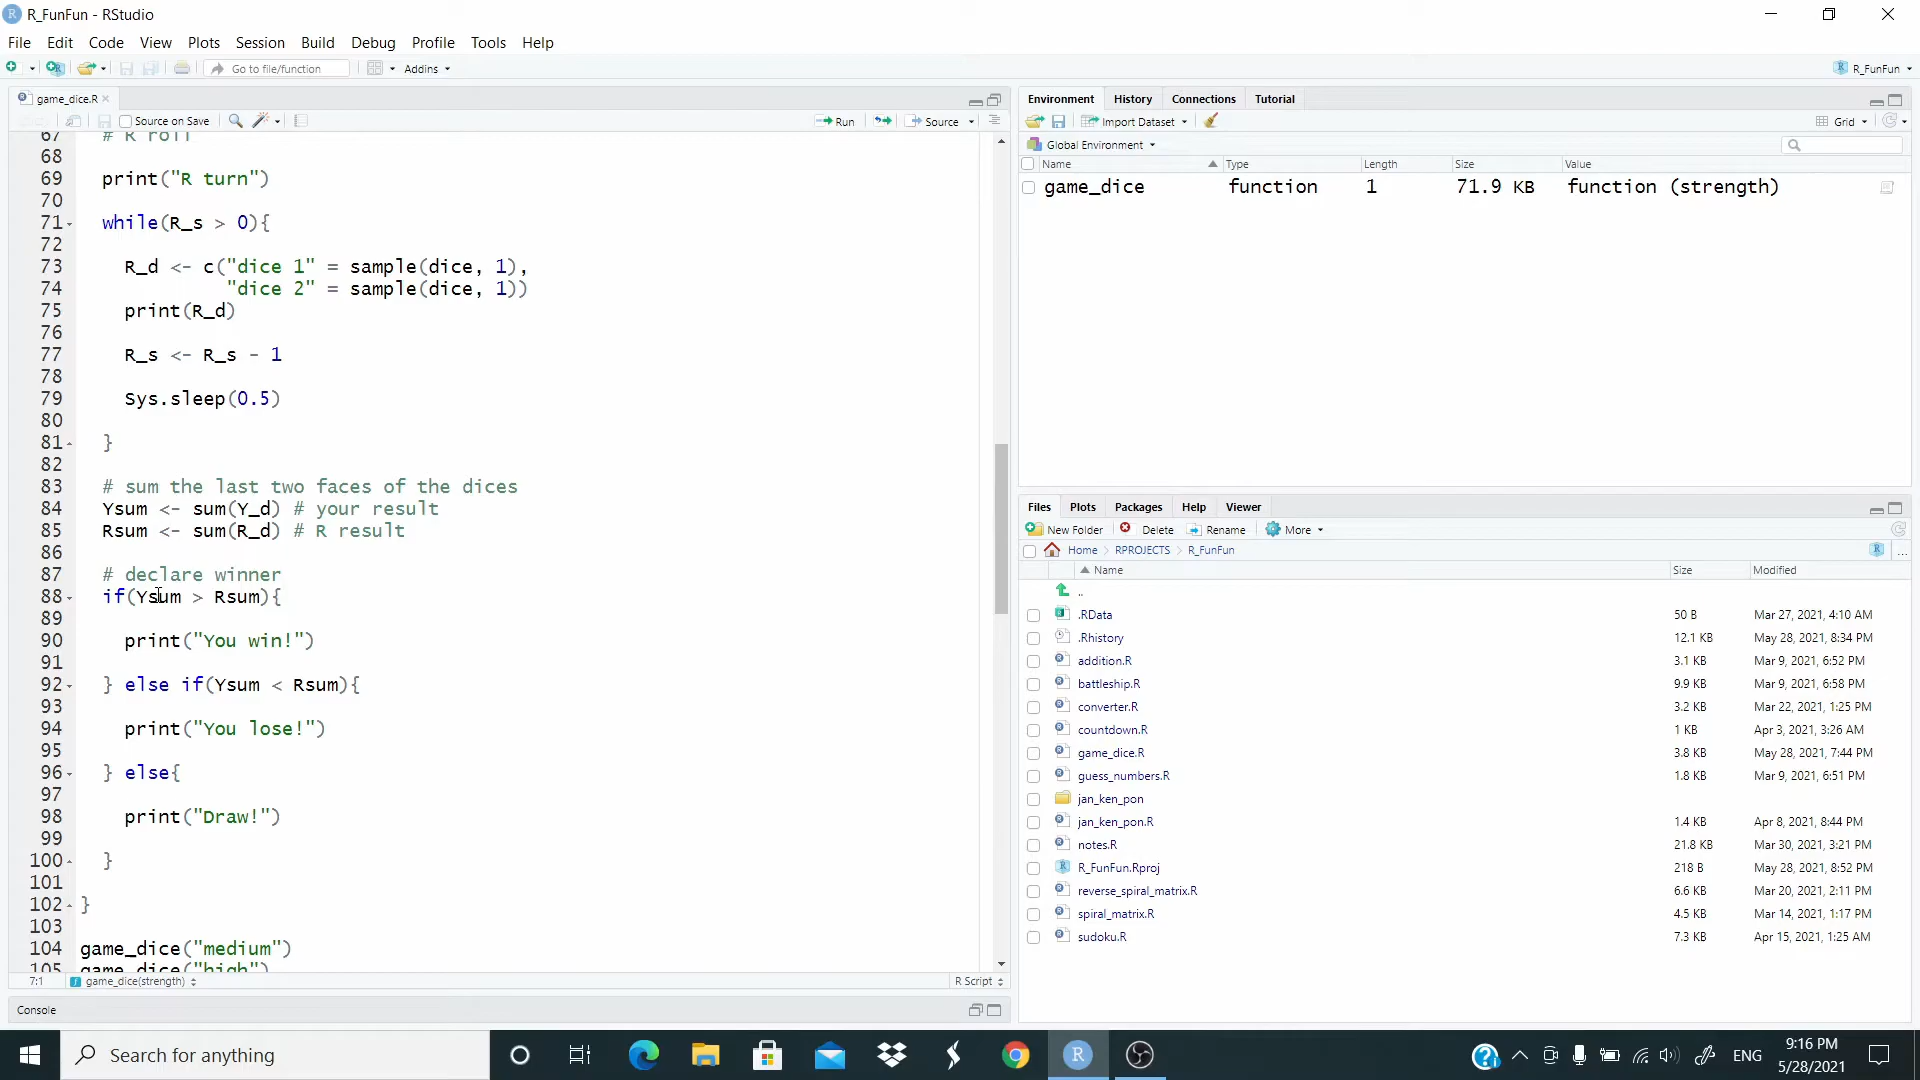 R_FunFun - RStudio
File Edit Code View Plots Session Build Debug Profile Tools Help
Go to file/function Addins R_FunFun
game_dice.R
Source on Save Run Source
67 # R roll
68
69 print("R turn")
70
71 while(R_s > 0){
72
73 R_d <- c("dice 1" = sample(dice, 1),
74 "dice 2" = sample(dice, 1))
75 print(R_d)
76
77 R_s <- R_s - 1
78
79 Sys.sleep(0.5)
80
81 }
82
83 # sum the last two faces of the dices
84 Ysum <- sum(Y_d) # your result
85 Rsum <- sum(R_d) # R result
86
87 # declare winner
88 if(Ysum > Rsum){
89
90 print("You win!")
91
92 } else if(Ysum < Rsum){
93
94 print("You lose!")
95
96 } else{
97
98 print("Draw!")
99
100 }
101
102 }
103
104 game_dice("medium")
105 game_dice("high")
7:1 game_dice(strength) R Script
Console
Environment History Connections Tutorial
Import Dataset Grid
Global Environment
Name Type Length Size Value
game_dice function 1 71.9 KB function (strength)
Files Plots Packages Help Viewer
New Folder Delete Rename More
Home RPROJECTS R_FunFun ...
Name Size Modified
..
.RData 50 B Mar 27, 2021, 4:10 AM
.Rhistory 12.1 KB May 28, 2021, 8:34 PM
addition.R 3.1 KB Mar 9, 2021, 6:52 PM
battleship.R 9.9 KB Mar 9, 2021, 6:58 PM
converter.R 3.2 KB Mar 22, 2021, 1:25 PM
countdown.R 1 KB Apr 3, 2021, 3:26 AM
game_dice.R 3.8 KB May 28, 2021, 7:44 PM
guess_numbers.R 1.8 KB Mar 9, 2021, 6:51 PM
jan_ken_pon
jan_ken_pon.R 1.4 KB Apr 8, 2021, 8:44 PM
notes.R 21.8 KB Mar 30, 2021, 3:21 PM
R_FunFun.Rproj 218 B May 28, 2021, 8:52 PM
reverse_spiral_matrix.R 6.6 KB Mar 20, 2021, 2:11 PM
spiral_matrix.R 4.5 KB Mar 14, 2021, 1:17 PM
sudoku.R 7.3 KB Apr 15, 2021, 1:25 AM
Search for anything
ENG
9:16 PM
5/28/2021